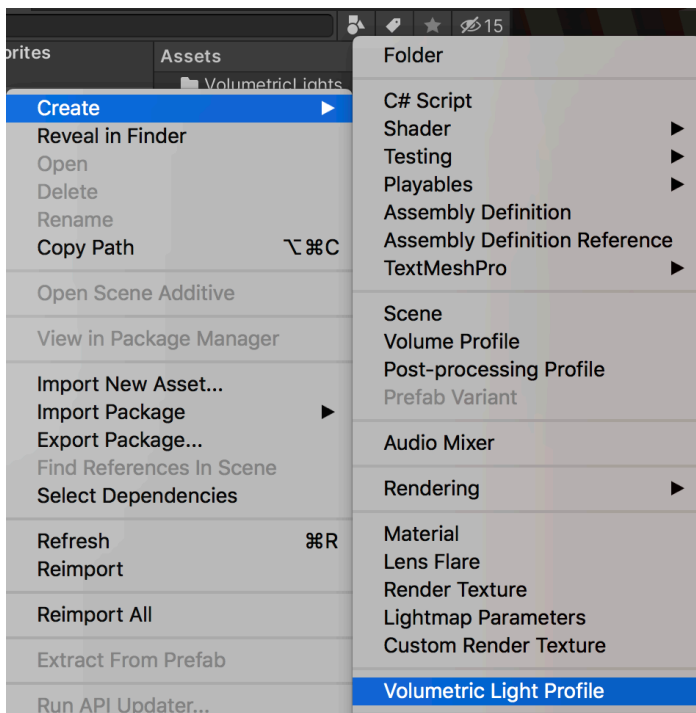 15
orites
Assets
VolumetricLights
Create
Reveal in Finder
Open
Delete
Rename
Copy Path ⌥⌘C
Open Scene Additive
View in Package Manager
Import New Asset...
Import Package
Export Package...
Find References In Scene
Select Dependencies
Refresh ⌘R
Reimport
Reimport All
Extract From Prefab
Run API Updater...
Folder
C# Script
Shader
Testing
Playables
Assembly Definition
Assembly Definition Reference
TextMeshPro
Scene
Volume Profile
Post-processing Profile
Prefab Variant
Audio Mixer
Rendering
Material
Lens Flare
Render Texture
Lightmap Parameters
Custom Render Texture
Volumetric Light Profile